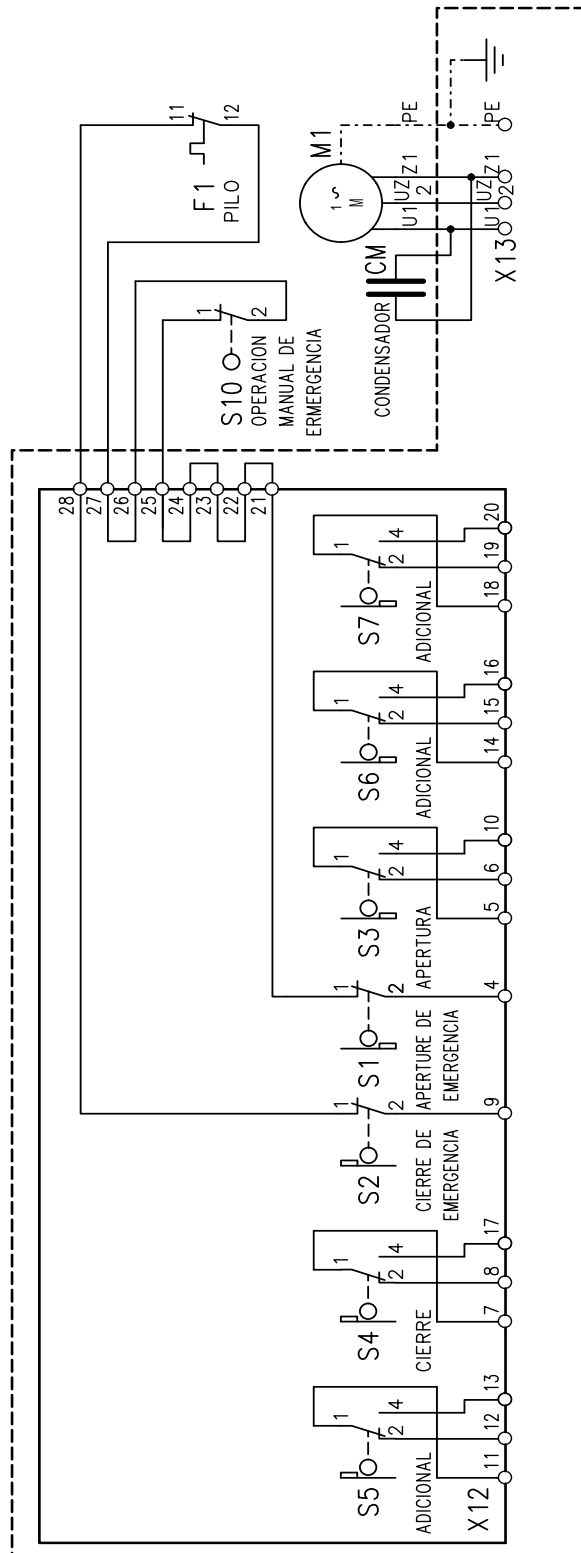 28
27
26
25
24
23
22
21
11
12
F1
PILO
S10
OPERACION
MANUAL DE
ERMERGENCIA
1
2
M1
1
~
M
CM
CONDENSADOR
U1
UZ
2
Z1
PE
U1
UZ
2
Z1
PE
X13
S5
ADICIONAL
1
2
4
11
12
13
X12
S4
CIERRE
1
2
4
7
8
17
S2
CIERRE DE
EMERGENCIA
1
2
9
S1
APERTURE DE
EMERGENCIA
1
2
4
S3
APERTURA
1
2
4
5
6
10
S6
ADICIONAL
1
2
4
14
15
16
S7
ADICIONAL
1
2
4
18
19
20